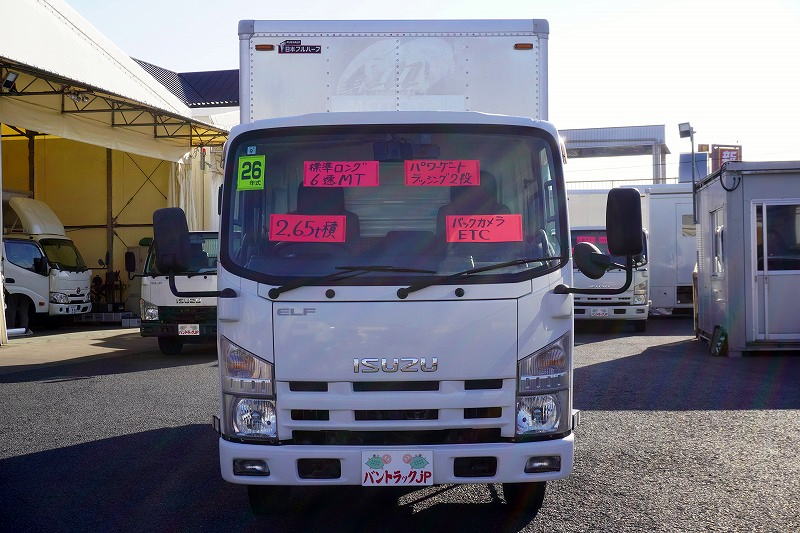 日本フルハーフ
26
年式
標準ロング
6速MT
パワーゲート
ラッシング2段
2.65t積
バックカメラ
ETC
ELF
ISUZU
バントラック.jp